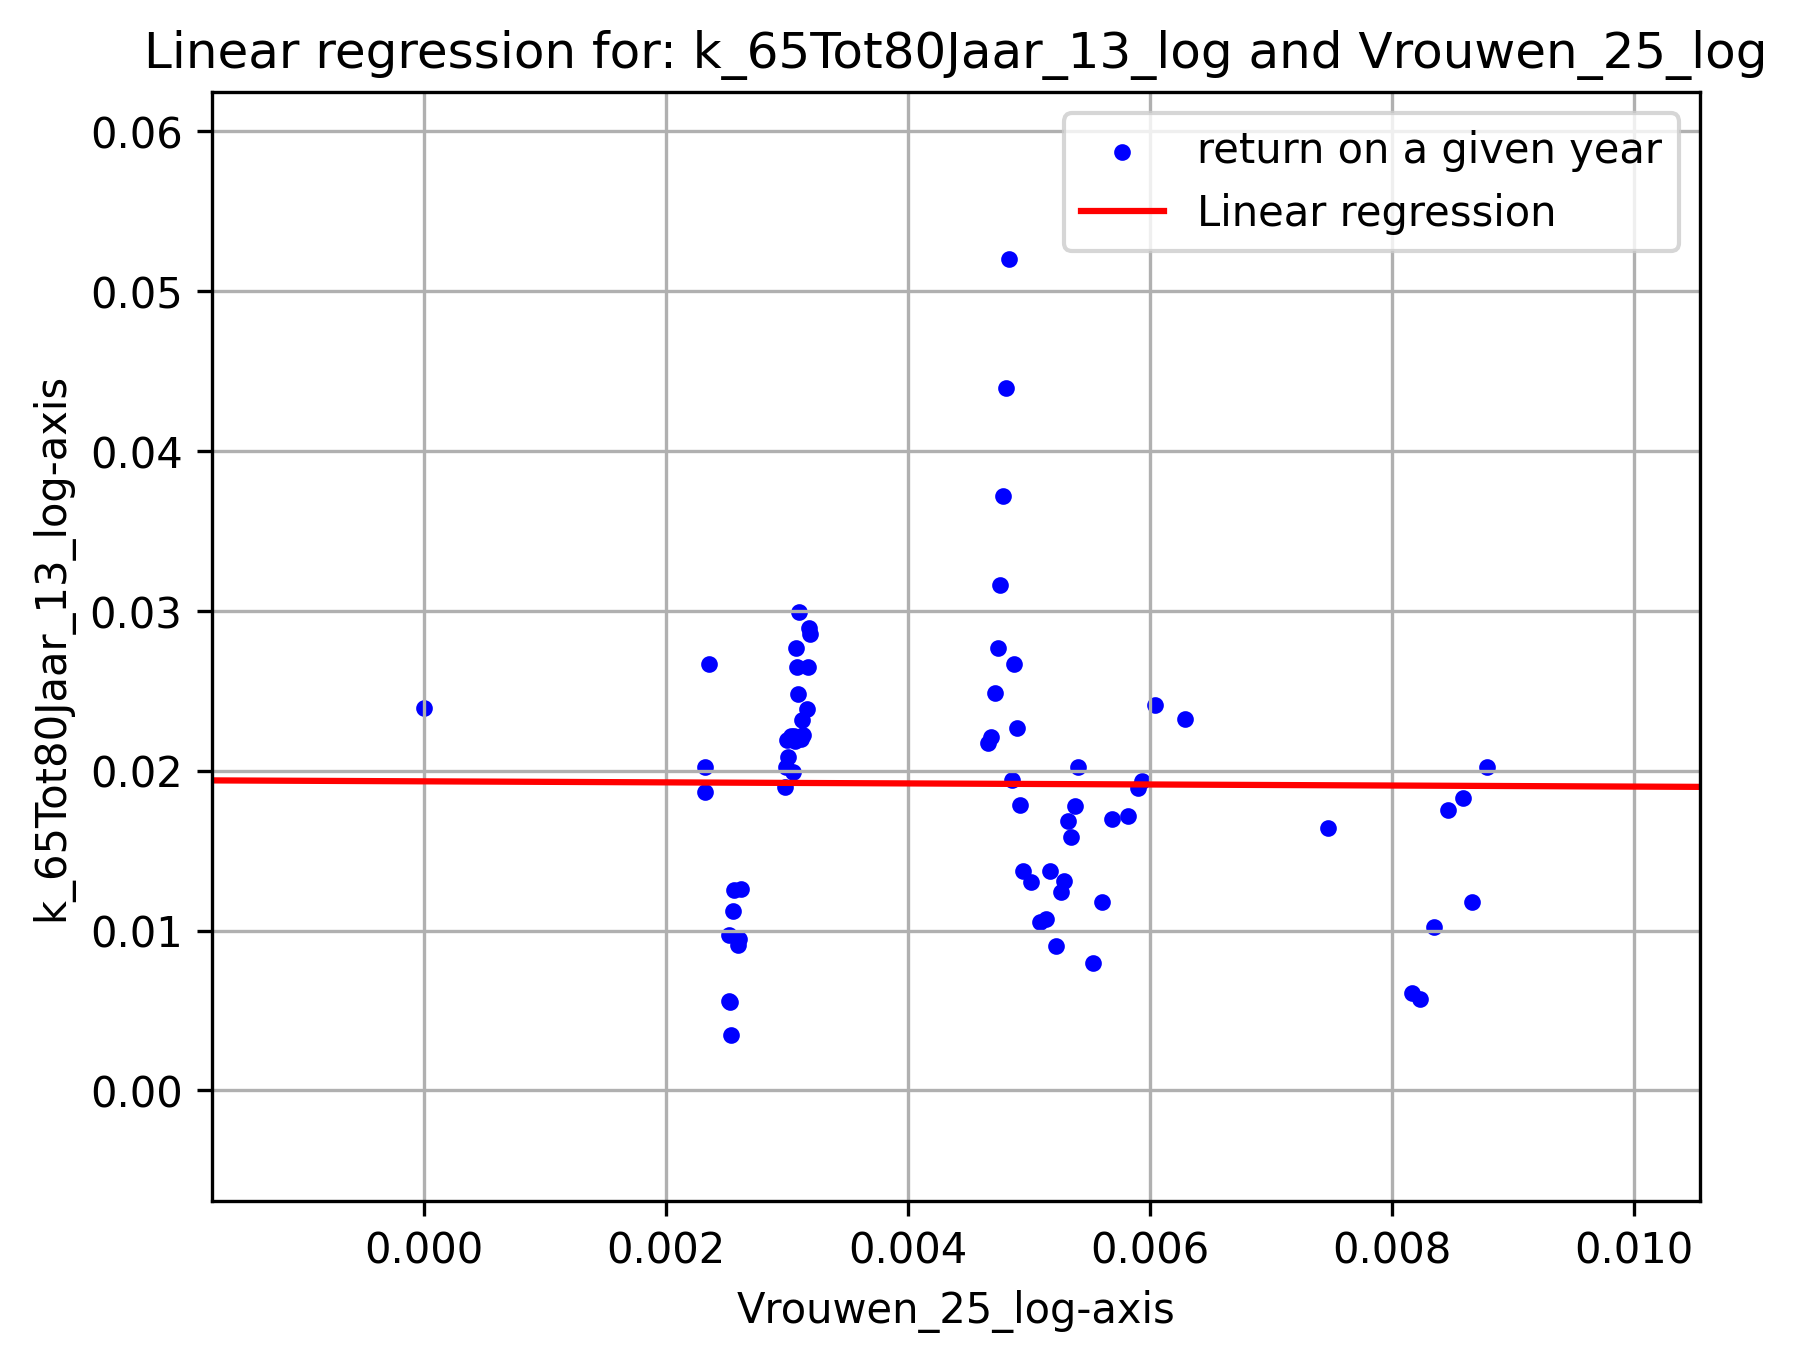 Linear regression for: k_65Tot80Jaar_13_log and Vrouwen_25_log
return on a given year
Linear regression
k_65Tot80Jaar_13_log-axis
0.06
0.05
0.04
0.03
0.02
0.01
0.00
0.000 0.002 0.004 0.006 0.008 0.010
Vrouwen_25_log-axis